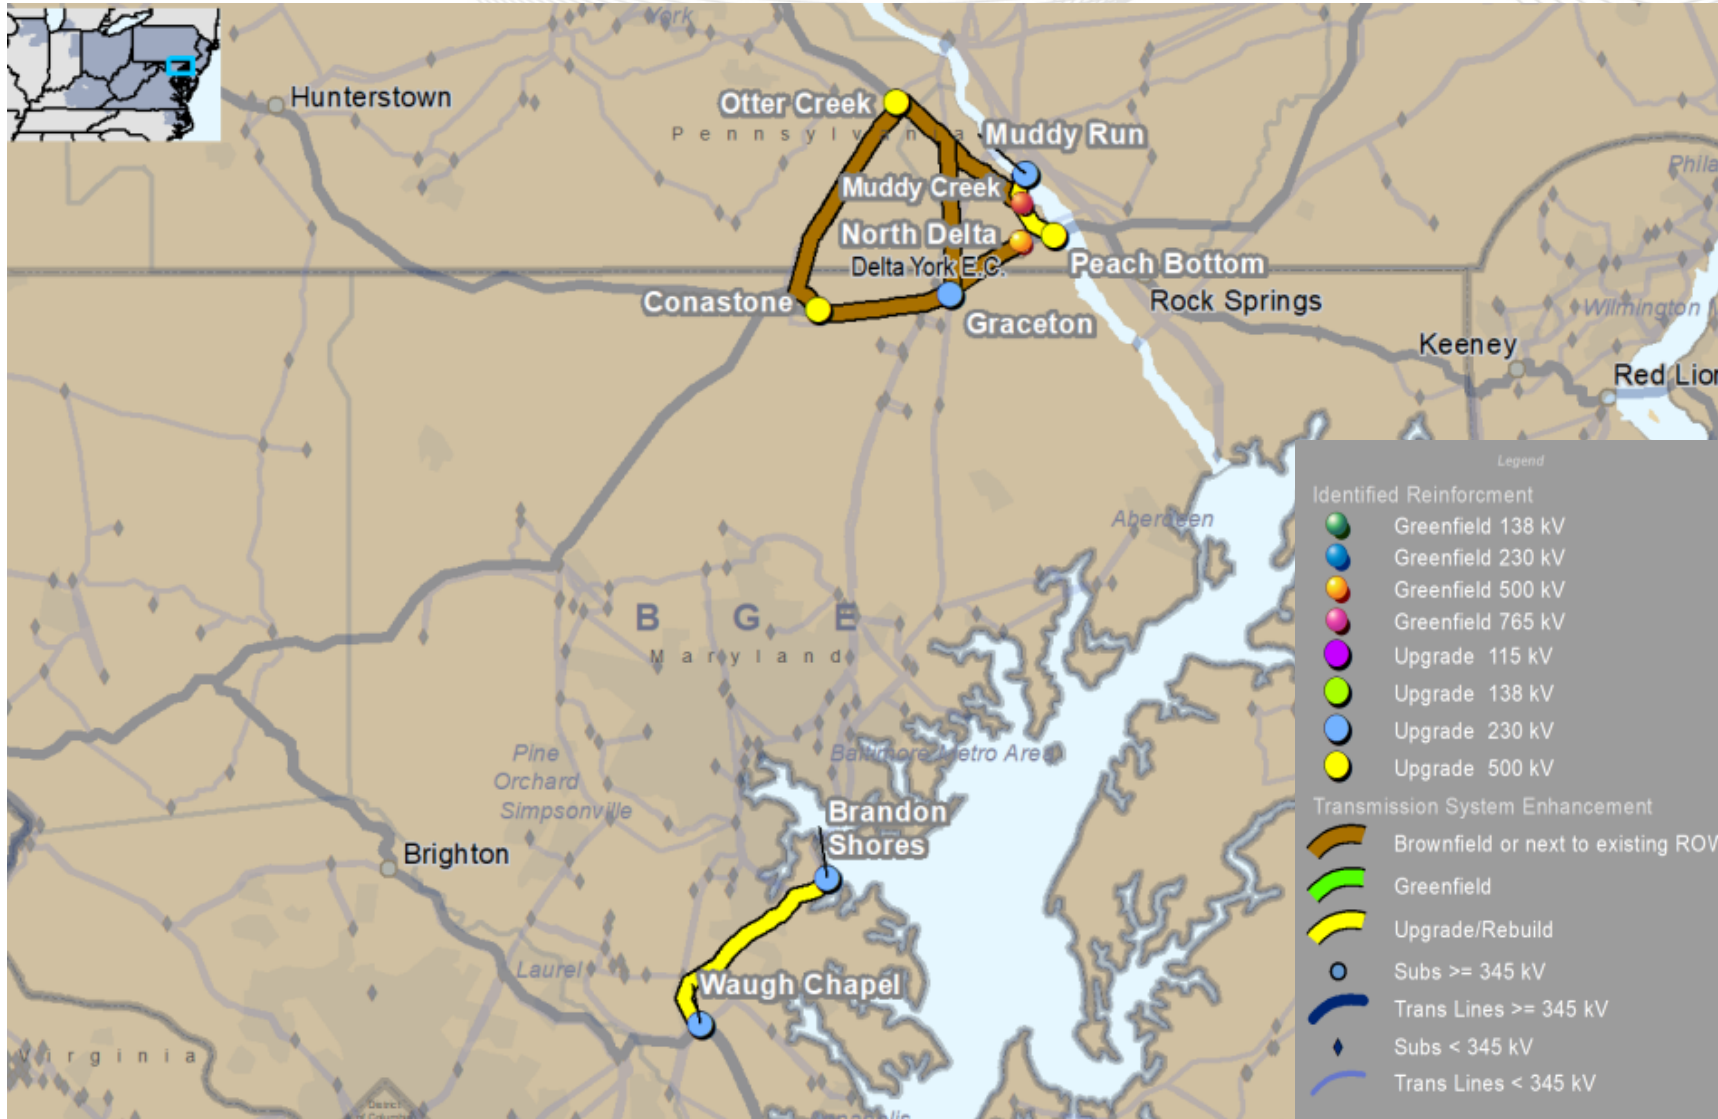 York
Hunterstown
Otter Creek
Pennsylvania
Muddy Run
Phila
Muddy Creek
North Delta
Delta York E.C.
Peach Bottom
Conastone
Rock Springs
Graceton
Wilmington
Keeney
Red Lion
Aberdeen
B G E
Maryland
Pine
Orchard
Simpsonville
Baltimore Metro Area
Brandon
Shores
Brighton
Laurel
Waugh Chapel
Virginia
District
of Columbia
Legend
Identified Reinforcment
Greenfield 138 kV
Greenfield 230 kV
Greenfield 500 kV
Greenfield 765 kV
Upgrade 115 kV
Upgrade 138 kV
Upgrade 230 kV
Upgrade 500 kV
Transmission System Enhancement
Brownfield or next to existing ROW
Greenfield
Upgrade/Rebuild
Subs >= 345 kV
Trans Lines >= 345 kV
Subs < 345 kV
Trans Lines < 345 kV